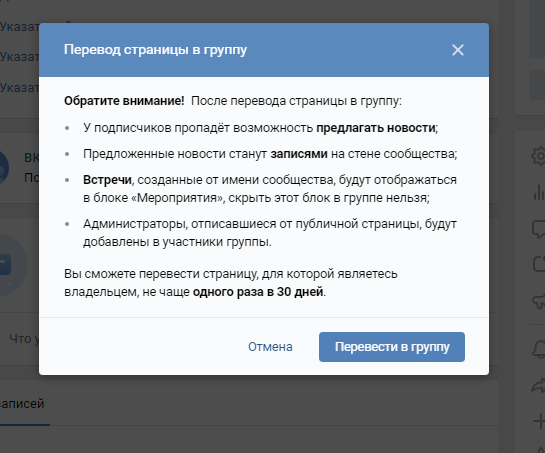 Указат
Указат
Указат
Перевод страницы в группу
Обратите внимание! После перевода страницы в группу:
У подписчиков пропадёт возможность предлагать новости;
Предложенные новости станут записями на стене сообщества;
Встречи, созданные от имени сообщества, будут отображаться
в блоке «Мероприятия», скрыть этот блок в группе нельзя;
Администраторы, отписавшиеся от публичной страницы, будут
добавлены в участники группы.
Вы сможете перевести страницу, для которой являетесь
владельцем, не чаще одного раза в 30 дней.
Отмена Перевести в группу
ВК
По
Что у
записей